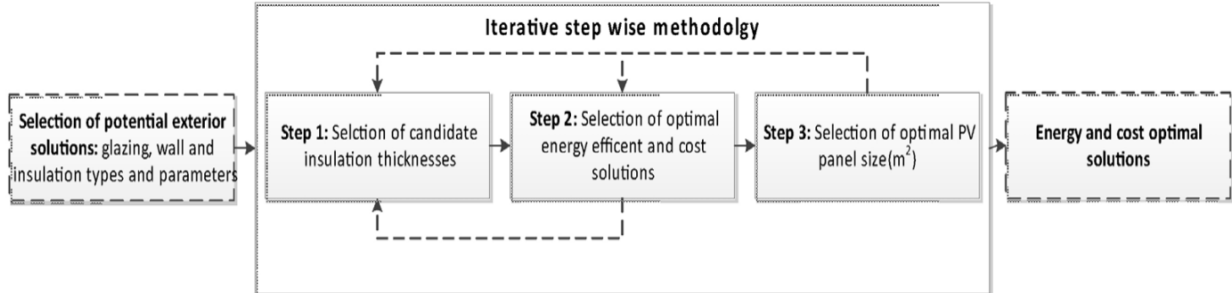 Iterative step wise methodolgy
Selection of potential exterior
solutions: glazing, wall and
insulation types and parameters
Step 1: Selction of candidate
insulation thicknesses
Step 2: Selection of optimal
energy efficent and cost
solutions
Step 3: Selection of optimal PV
panel size(m²)
Energy and cost optimal
solutions